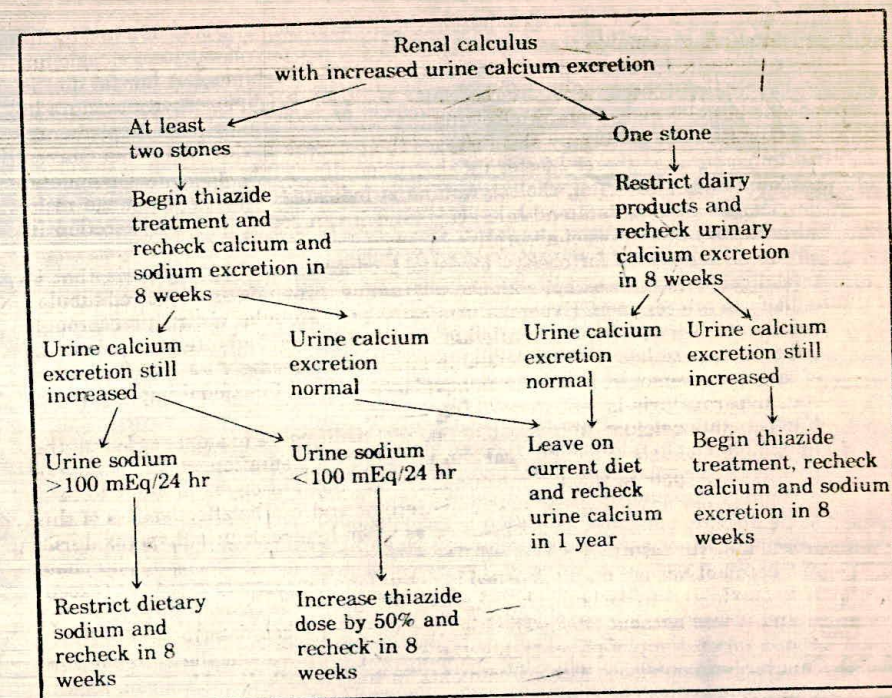 Renal calculus
with increased urine calcium excretion
At least
two stones
One stone
Begin thiazide
treatment and
recheck calcium and
sodium excretion in
8 weeks
Restrict dairy
products and
recheck urinary
calcium excretion
in 8 weeks
Urine calcium
excretion still
increased
Urine calcium
excretion
normal
Urine calcium
excretion
normal
Urine calcium
excretion still
increased
Urine sodium
>100 mEq/24 hr
Urine sodium
<100 mEq/24 hr
Leave on
current diet
and recheck
urine calcium
in 1 year
Begin thiazide
treatment, recheck
calcium and sodium
excretion in 8
weeks
Restrict dietary
sodium and
recheck in 8
weeks
Increase thiazide
dose by 50% and
recheck in 8
weeks